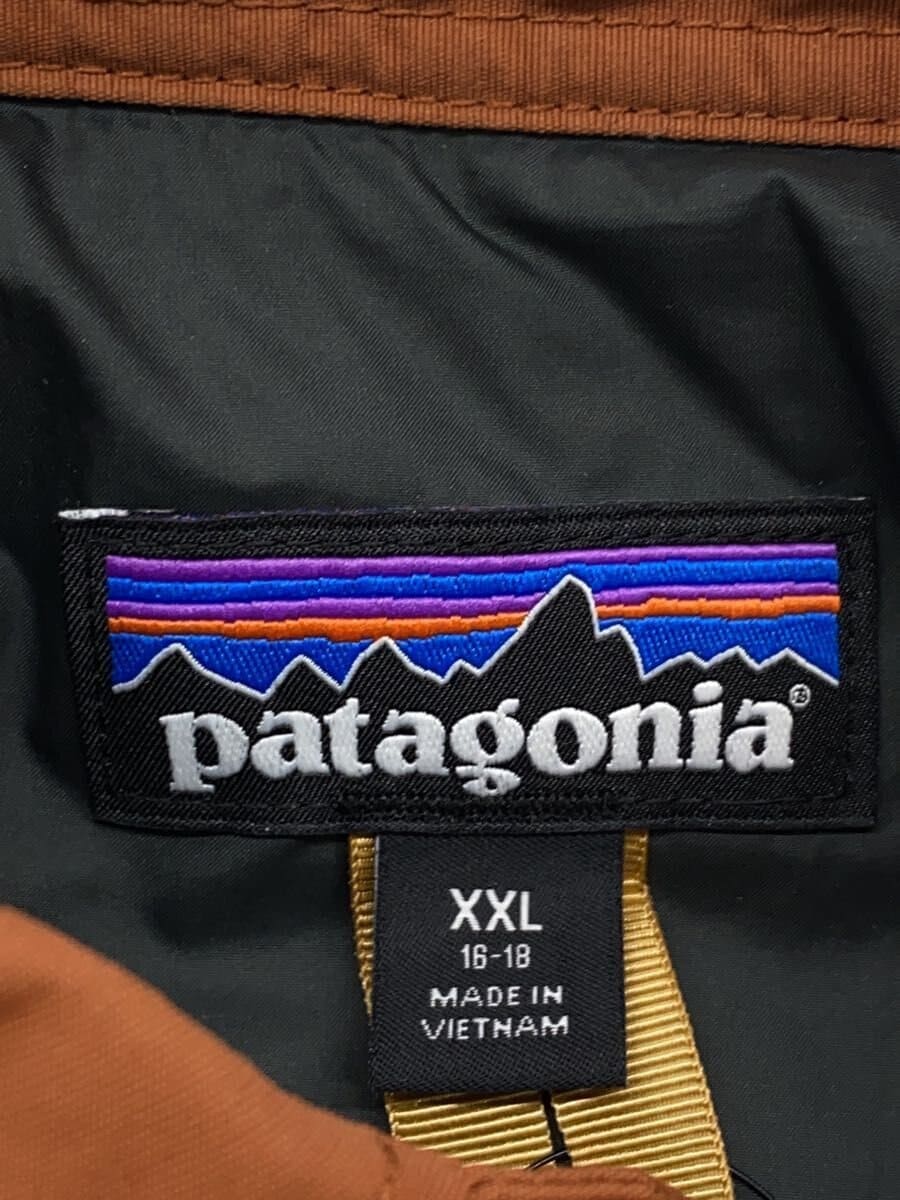 patagonia®
XXL
16-18
MADE IN
VIETNAM